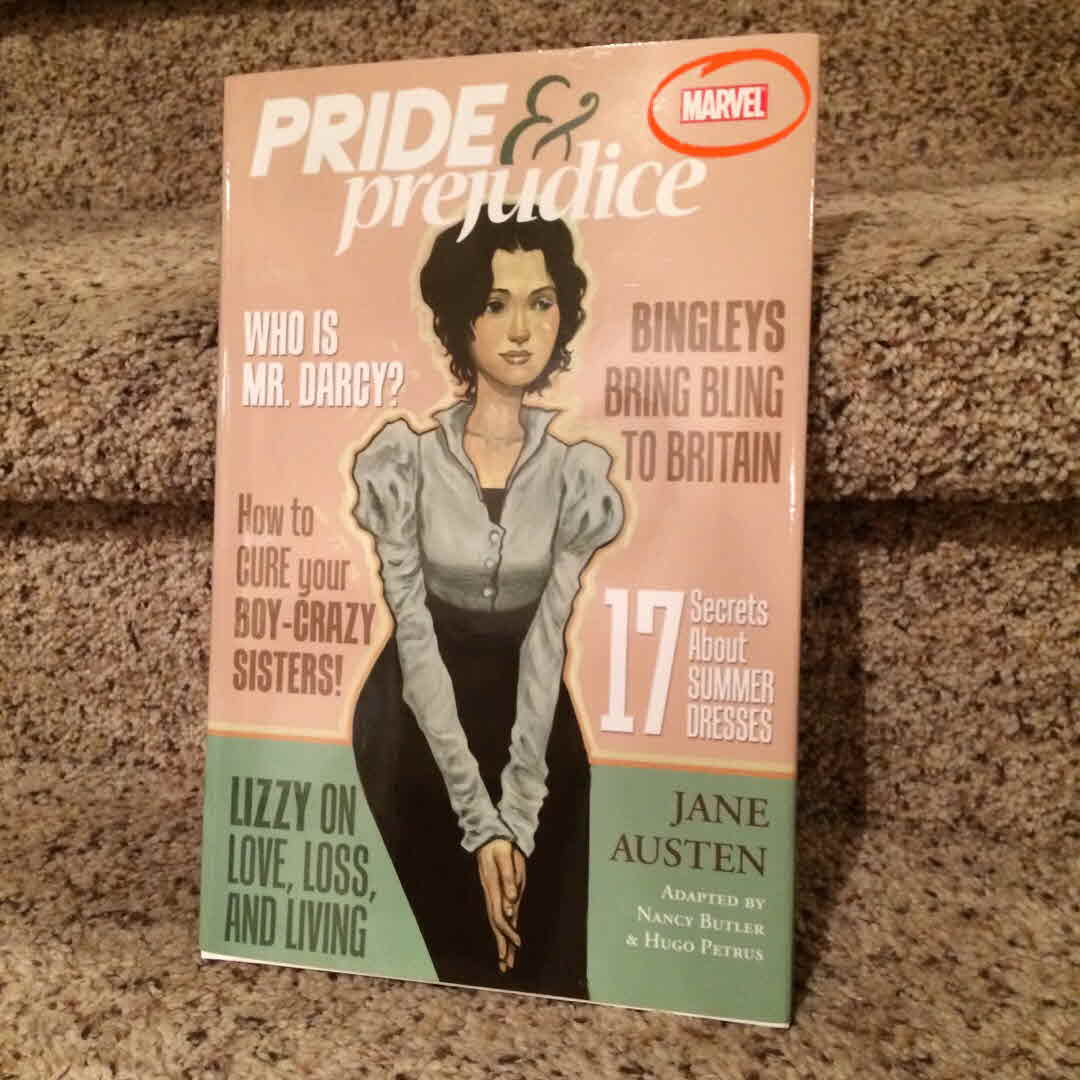 MARVEL
PRIDE &
prejudice
WHO IS
MR. DARCY?
BINGLEYS
BRING BLING
TO BRITAIN
How to
CURE your
BOY-CRAZY
SISTERS!
17 Secrets
About
SUMMER
DRESSES
LIZZY ON
LOVE, LOSS,
AND LIVING
JANE
AUSTEN
ADAPTED BY
NANCY BUTLER
& HUGO PETRUS